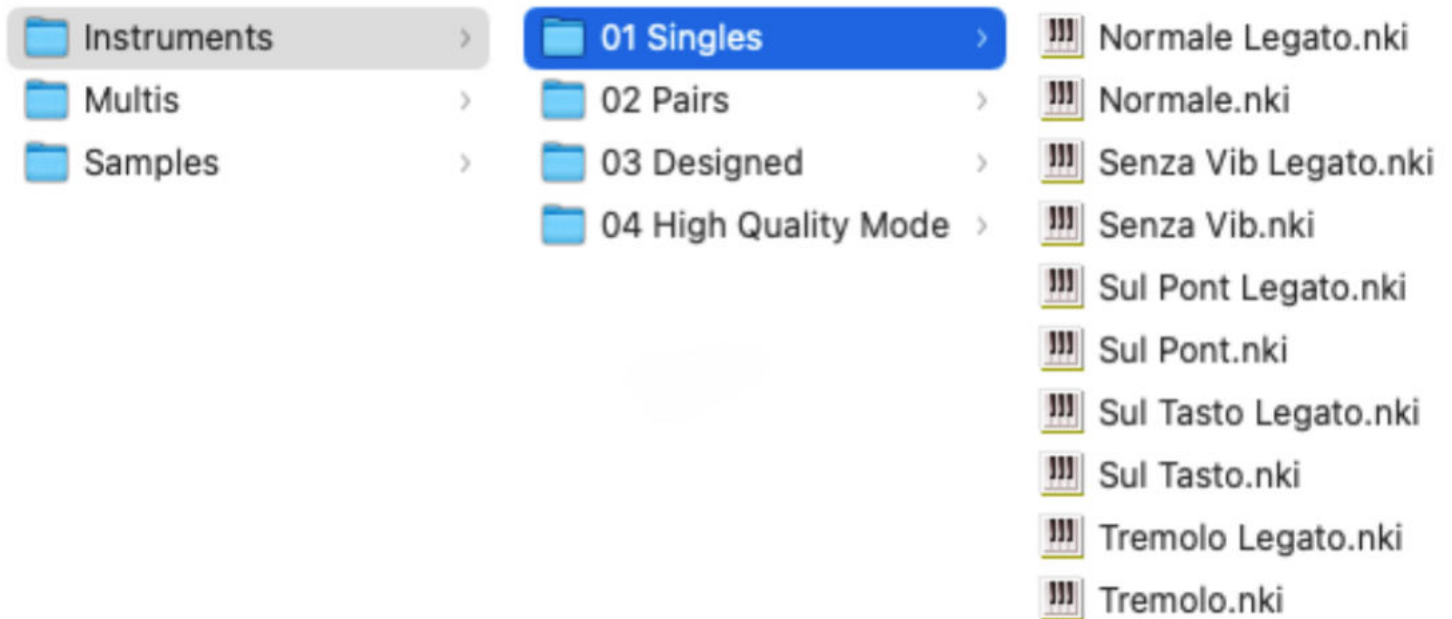 Instruments
Multis
Samples
01 Singles
02 Pairs
03 Designed
04 High Quality Mode
Normale Legato.nki
Normale.nki
Senza Vib Legato.nki
Senza Vib.nki
Sul Pont Legato.nki
Sul Pont.nki
Sul Tasto Legato.nki
Sul Tasto.nki
Tremolo Legato.nki
Tremolo.nki